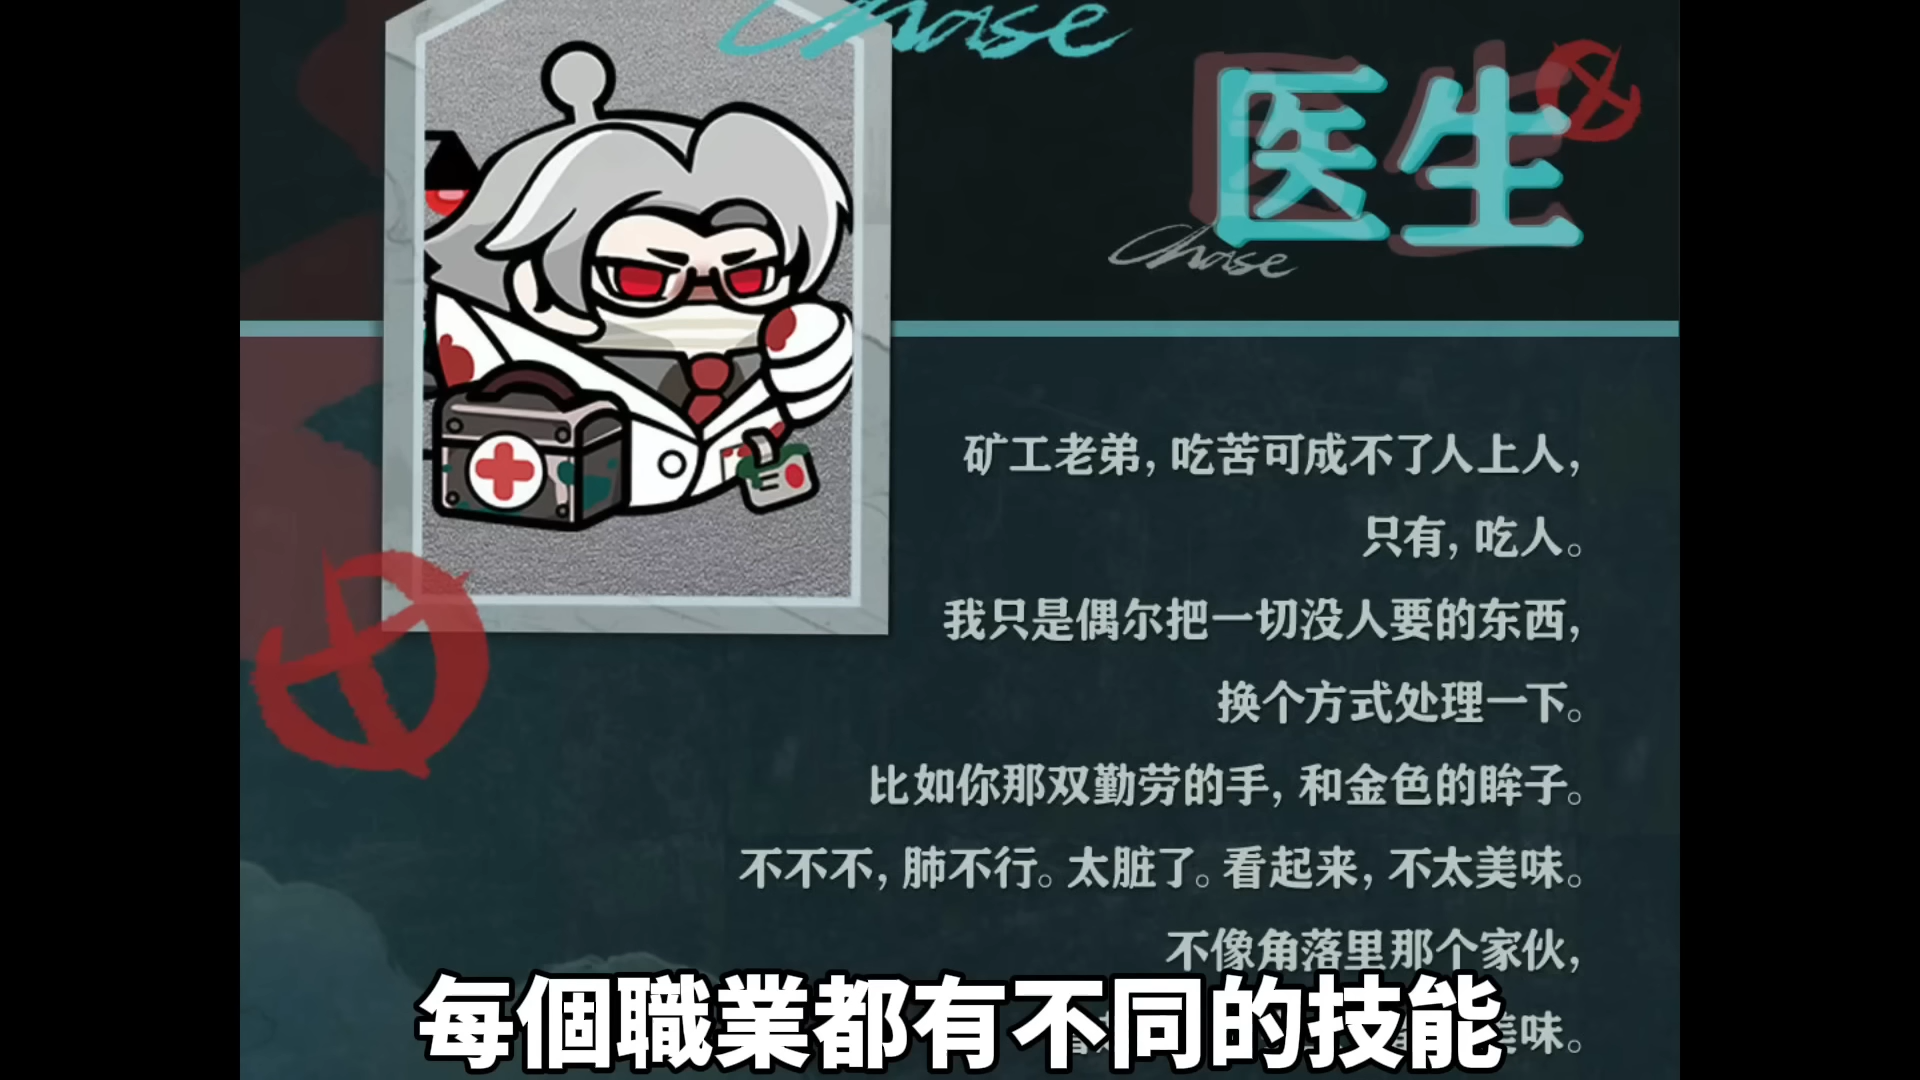 Chase
医生
Chase
矿工老弟，吃苦可成不了人上人，
只有，吃人。
我只是偶尔把一切没人要的东西，
换个方式处理一下。
比如你那双勤劳的手，和金色的眸子。
不不不，肺不行。太脏了。看起来，不太美味。
不像角落里那个家伙，
美味。
每個職業都有不同的技能